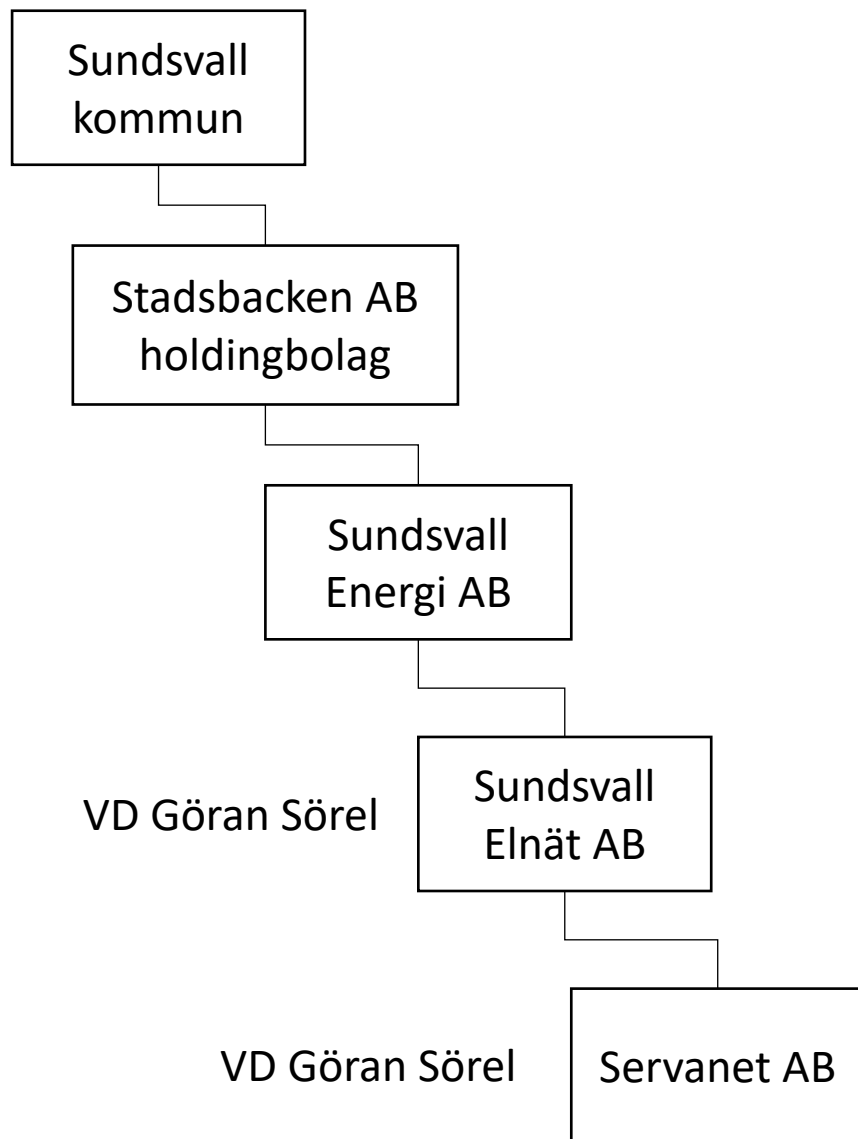 Sundsvall
kommun
Stadsbacken AB
holdingbolag
Sundsvall
Energi AB
VD Göran Sörel
Sundsvall
Elnät AB
VD Göran Sörel
Servanet AB